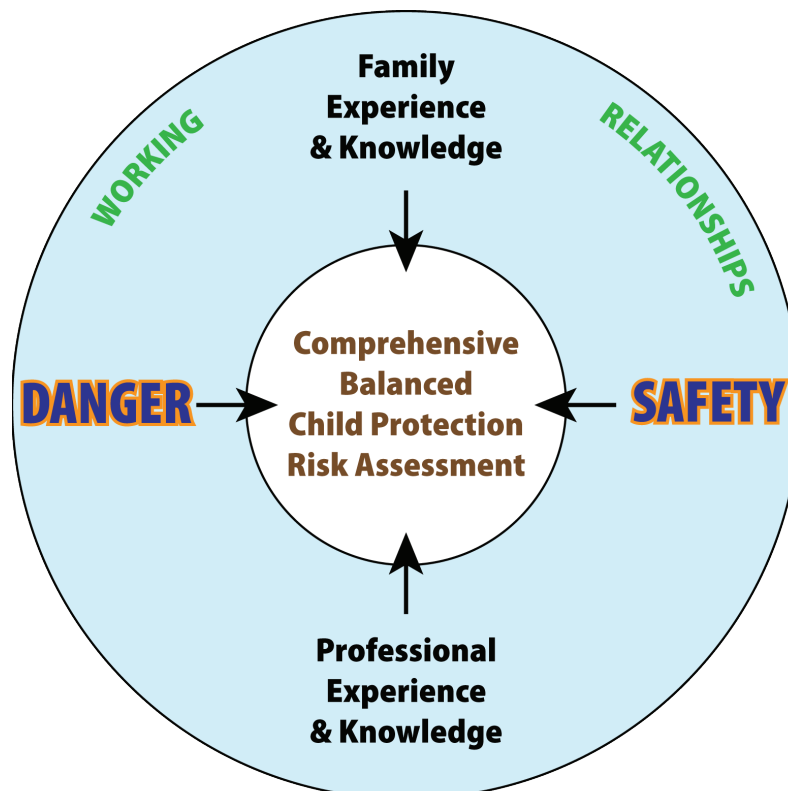 Family
Experience
& Knowledge
WORKING
RELATIONSHIPS
Comprehensive
Balanced
Child Protection
Risk Assessment
DANGER
SAFETY
Professional
Experience
& Knowledge